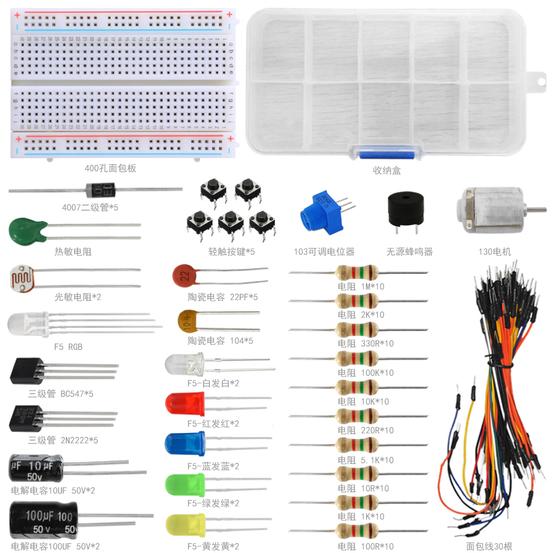 400孔面包板
收纳盒
4007二级管*5
轻触按键*5
103可调电位器
无源蜂鸣器
130电机
热敏电阻
光敏电阻*2
陶瓷电容 22PF*5
电阻 1M*10
22
F5 RGB
陶瓷电容 104*5
104
电阻 2K*10
电阻 330R*10
三级管 BC547*5
F5-白发白*2
电阻 100K*10
三级管 2N2222*5
F5-红发红*2
电阻 10K*10
电阻 220R*10
μF 10μF
50V
电解电容10UF 50V*2
F5-蓝发蓝*2
电阻 5.1K*10
F5-绿发绿*2
电阻 10R*10
100μF 100
50v 50
电解电容100UF 50V*2
F5-黄发黄*2
电阻 1K*10
电阻 100R*10
面包线30根